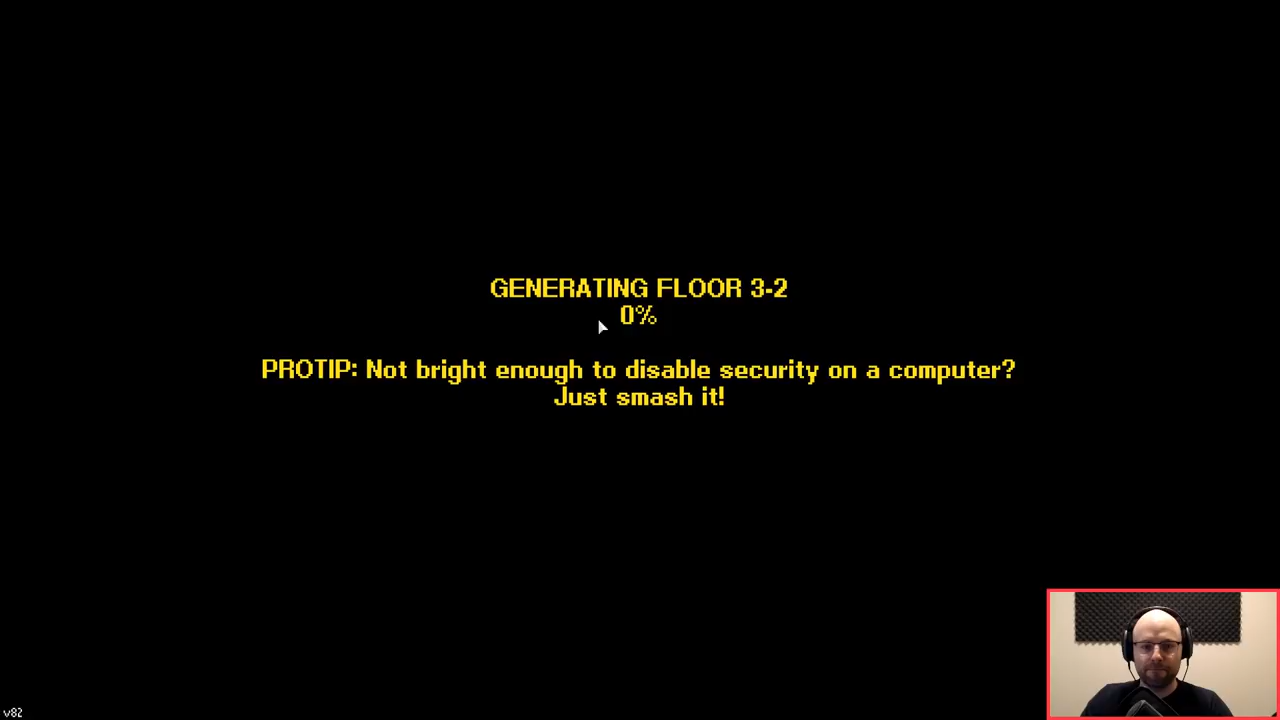 GENERATING FLOOR 3-2
0%
PROTIP: Not bright enough to disable security on a computer?
Just smash it!
v82